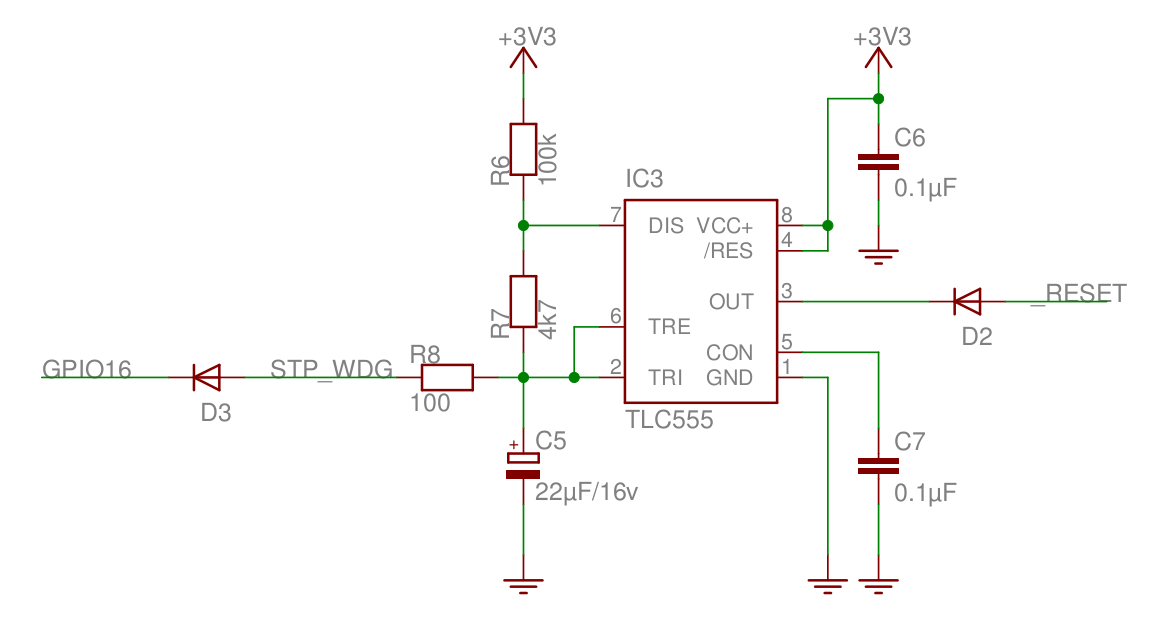 +3V3
+3V3
R6
100k
C6
0.1µF
IC3
7
DIS
VCC+
8
/RES
4
OUT
3
_RESET
D2
R7
4k7
6
TRE
CON
5
2
TRI
GND
1
GPIO16
D3
STP_WDG
R8
100
TLC555
+
C5
22µF/16v
C7
0.1µF